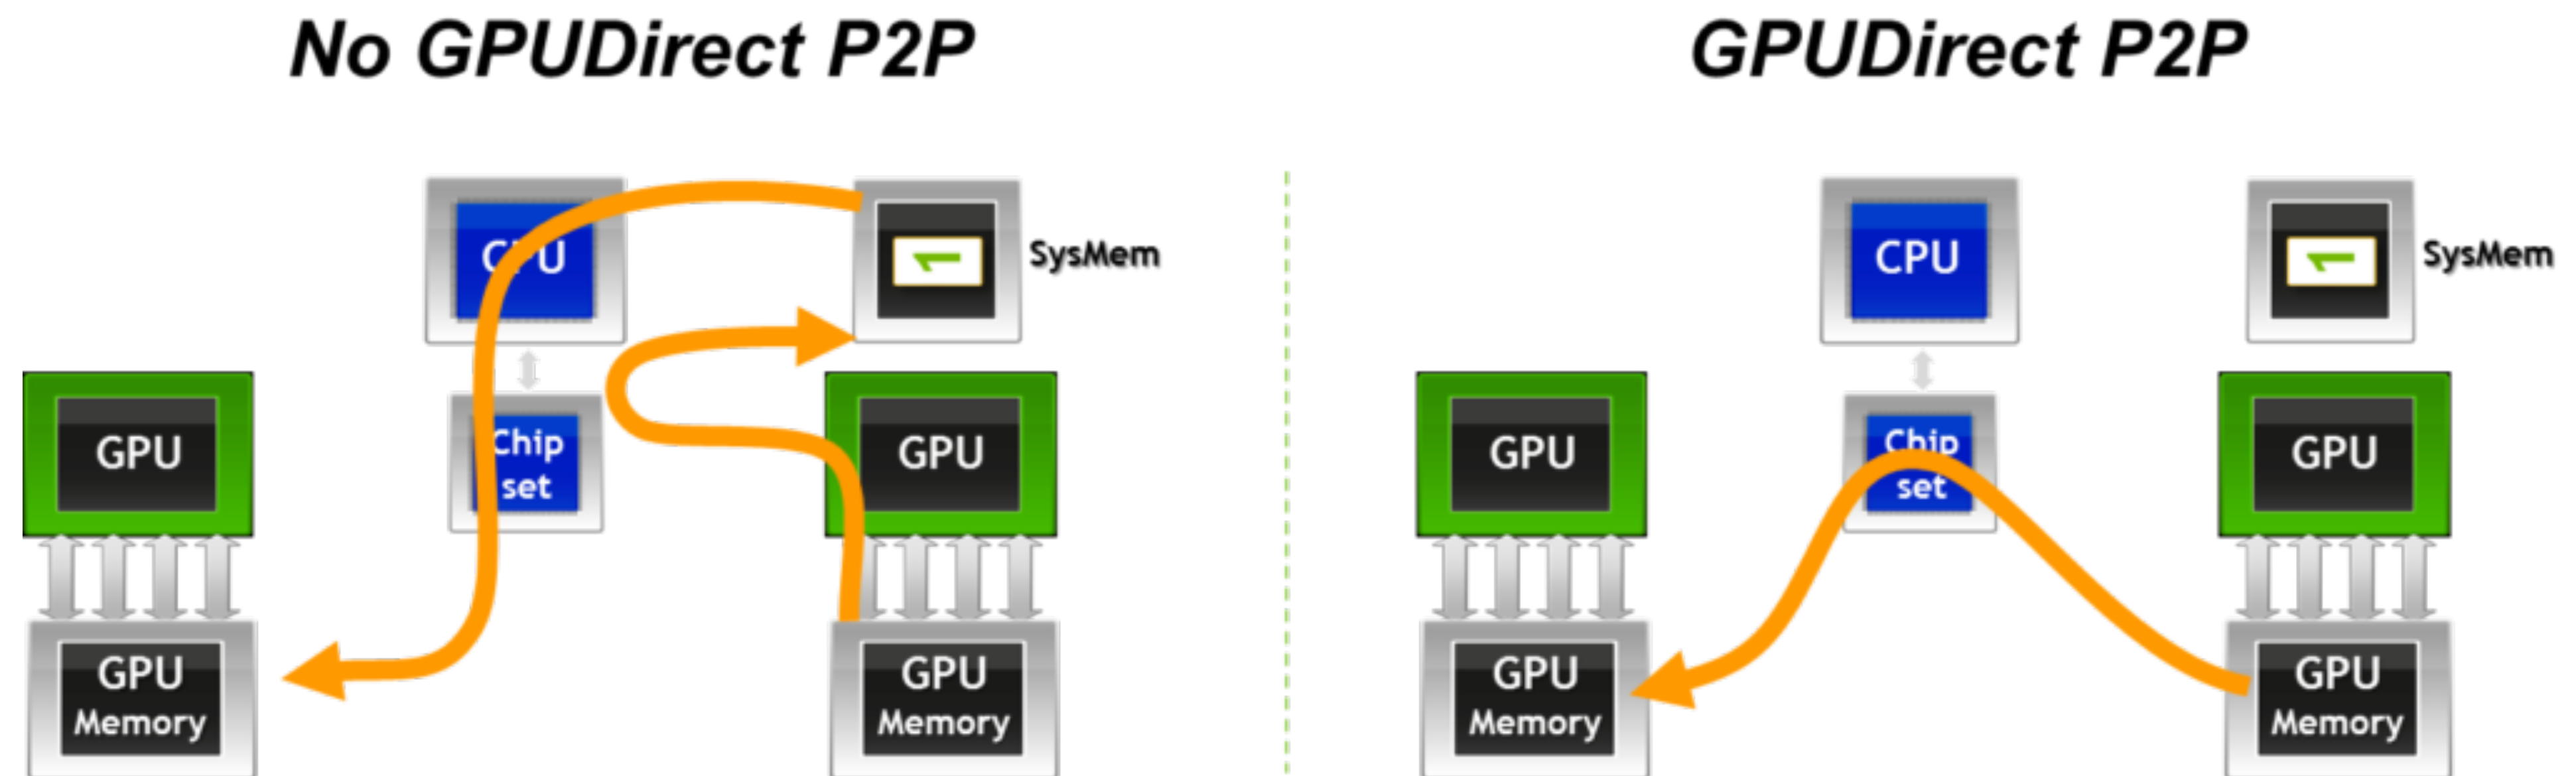 No GPUDirect P2P
CPU
SysMem
GPU
Chip
set
GPU
GPU
Memory
GPU
Memory
GPUDirect P2P
CPU
SysMem
GPU
Chip
set
GPU
GPU
Memory
GPU
Memory